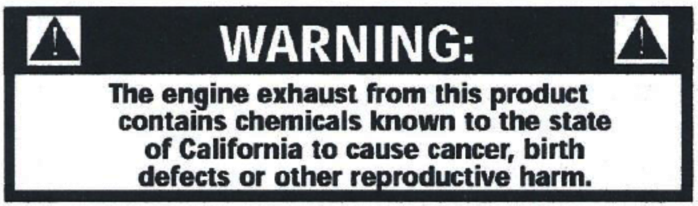 WARNING:
The engine exhaust from this product
contains chemicals known to the state
of California to cause cancer, birth
defects or other reproductive harm.